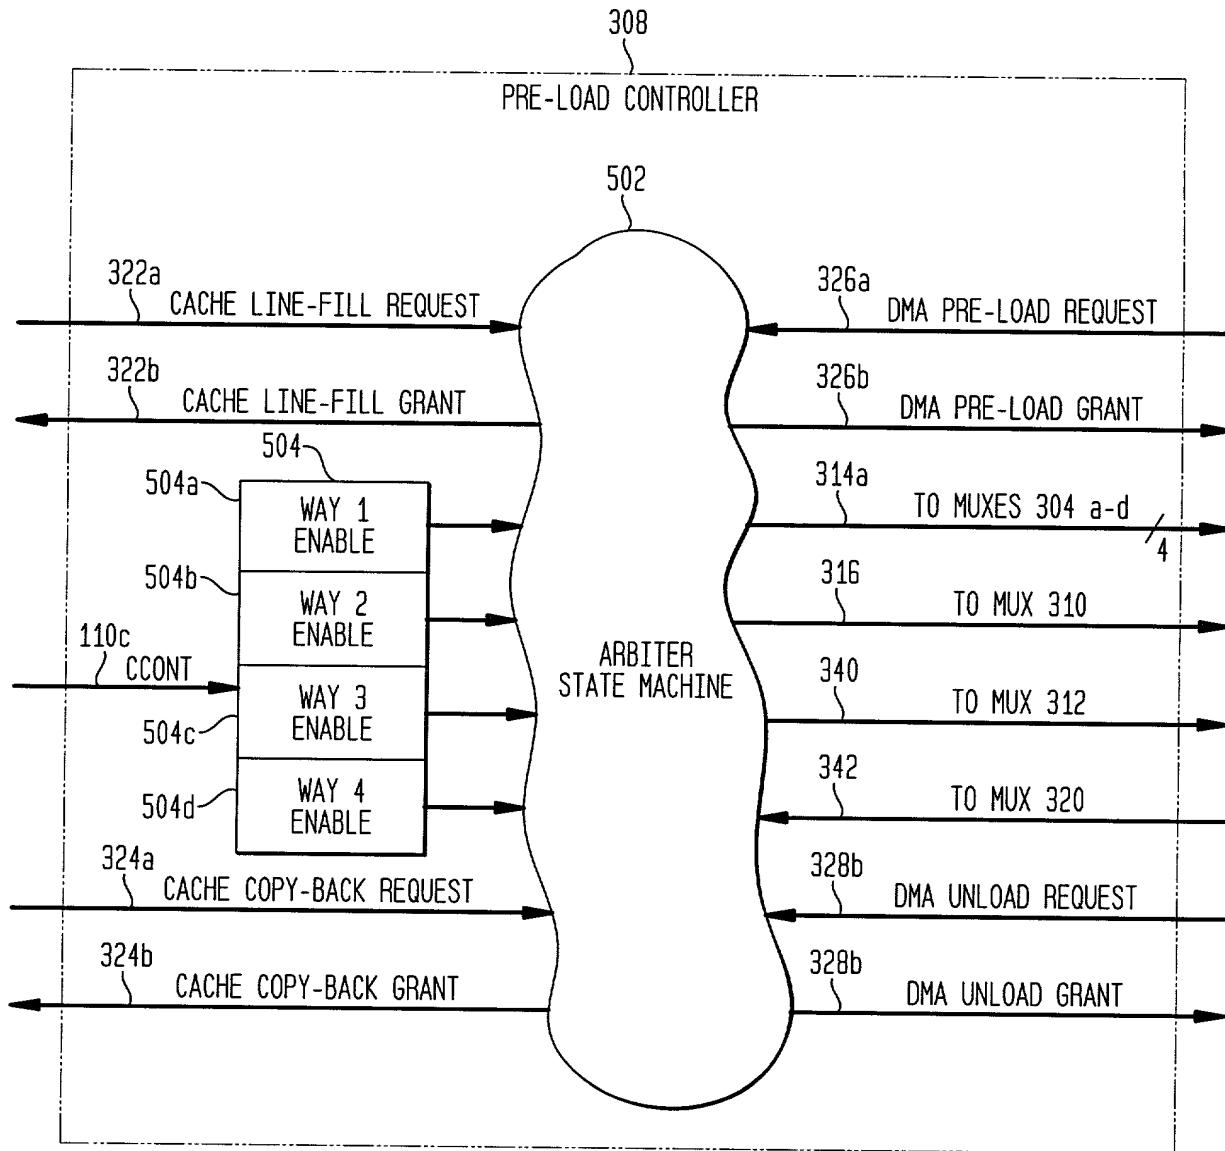 308
PRE-LOAD CONTROLLER
502
322a
CACHE LINE-FILL REQUEST
326a
DMA PRE-LOAD REQUEST
322b
CACHE LINE-FILL GRANT
326b
DMA PRE-LOAD GRANT
504
504a
WAY 1
ENABLE
314a
TO MUXES 304 a-d
4
504b
WAY 2
ENABLE
316
TO MUX 310
110c
CCONT
ARBITER
STATE MACHINE
504c
WAY 3
ENABLE
340
TO MUX 312
504d
WAY 4
ENABLE
342
TO MUX 320
324a
CACHE COPY-BACK REQUEST
328b
DMA UNLOAD REQUEST
324b
CACHE COPY-BACK GRANT
328b
DMA UNLOAD GRANT